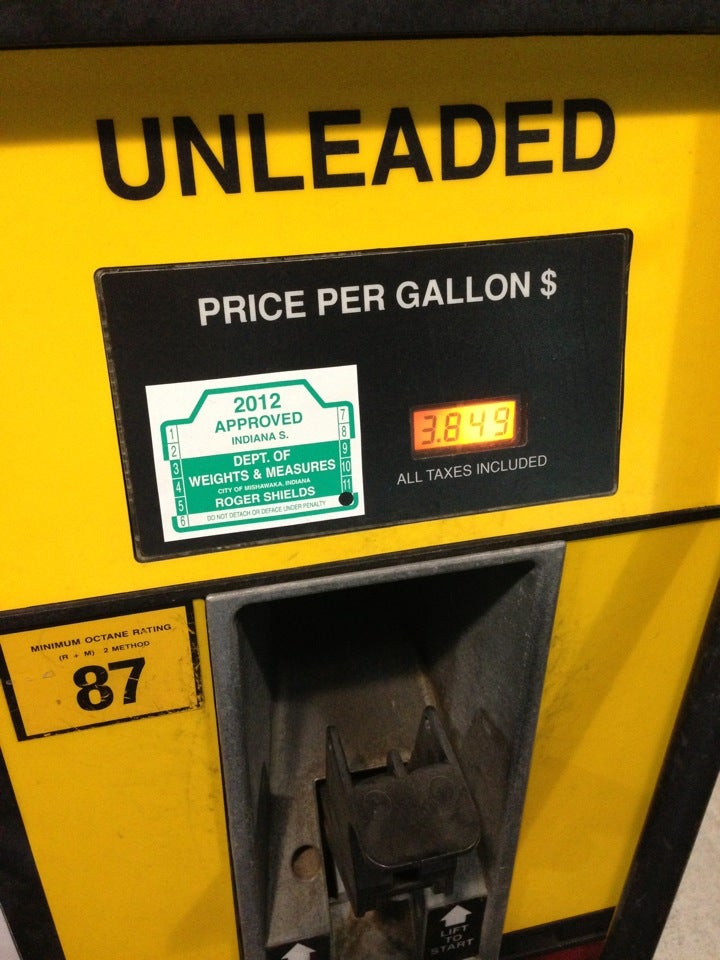 UNLEADED
PRICE PER GALLON $
2012
APPROVED
INDIANA S.
DEPT. OF
WEIGHTS & MEASURES
CITY OF MISHAWAKA, INDIANA
ROGER SHIELDS
DO NOT DETACH OR DEFACE UNDER PENALTY
1
2
3
4
5
6
7
8
9
10
11
3.849
ALL TAXES INCLUDED
MINIMUM OCTANE RATING
(R + M) 2 METHOD
87
LIFT
TO
START